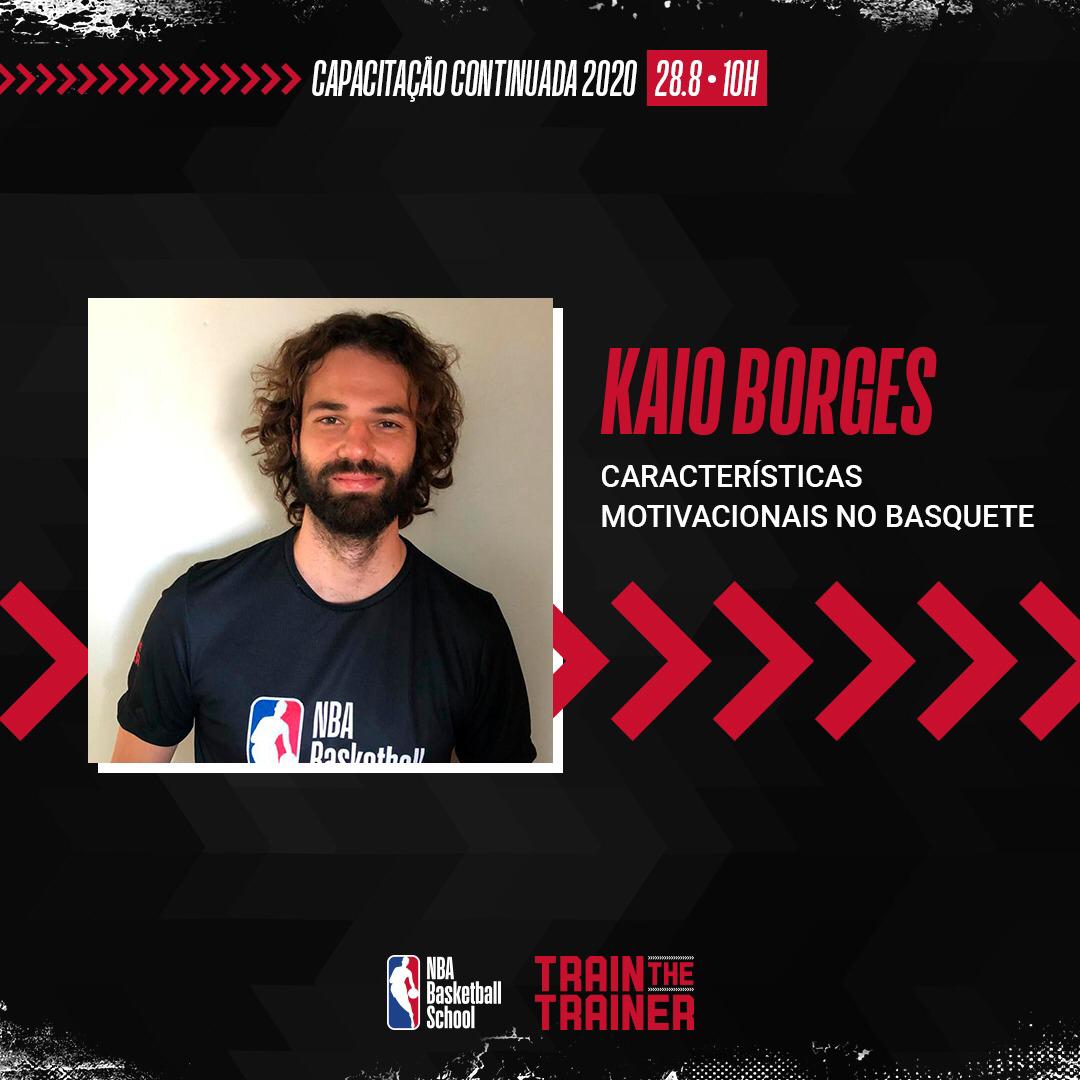 CAPACITAÇÃO CONTINUADA 2020 28.8 • 10H
KAIO BORGES
CARACTERÍSTICAS
MOTIVACIONAIS NO BASQUETE
NBA
Basketball
NBA
Basketball
School
TRAIN THE
TRAINER